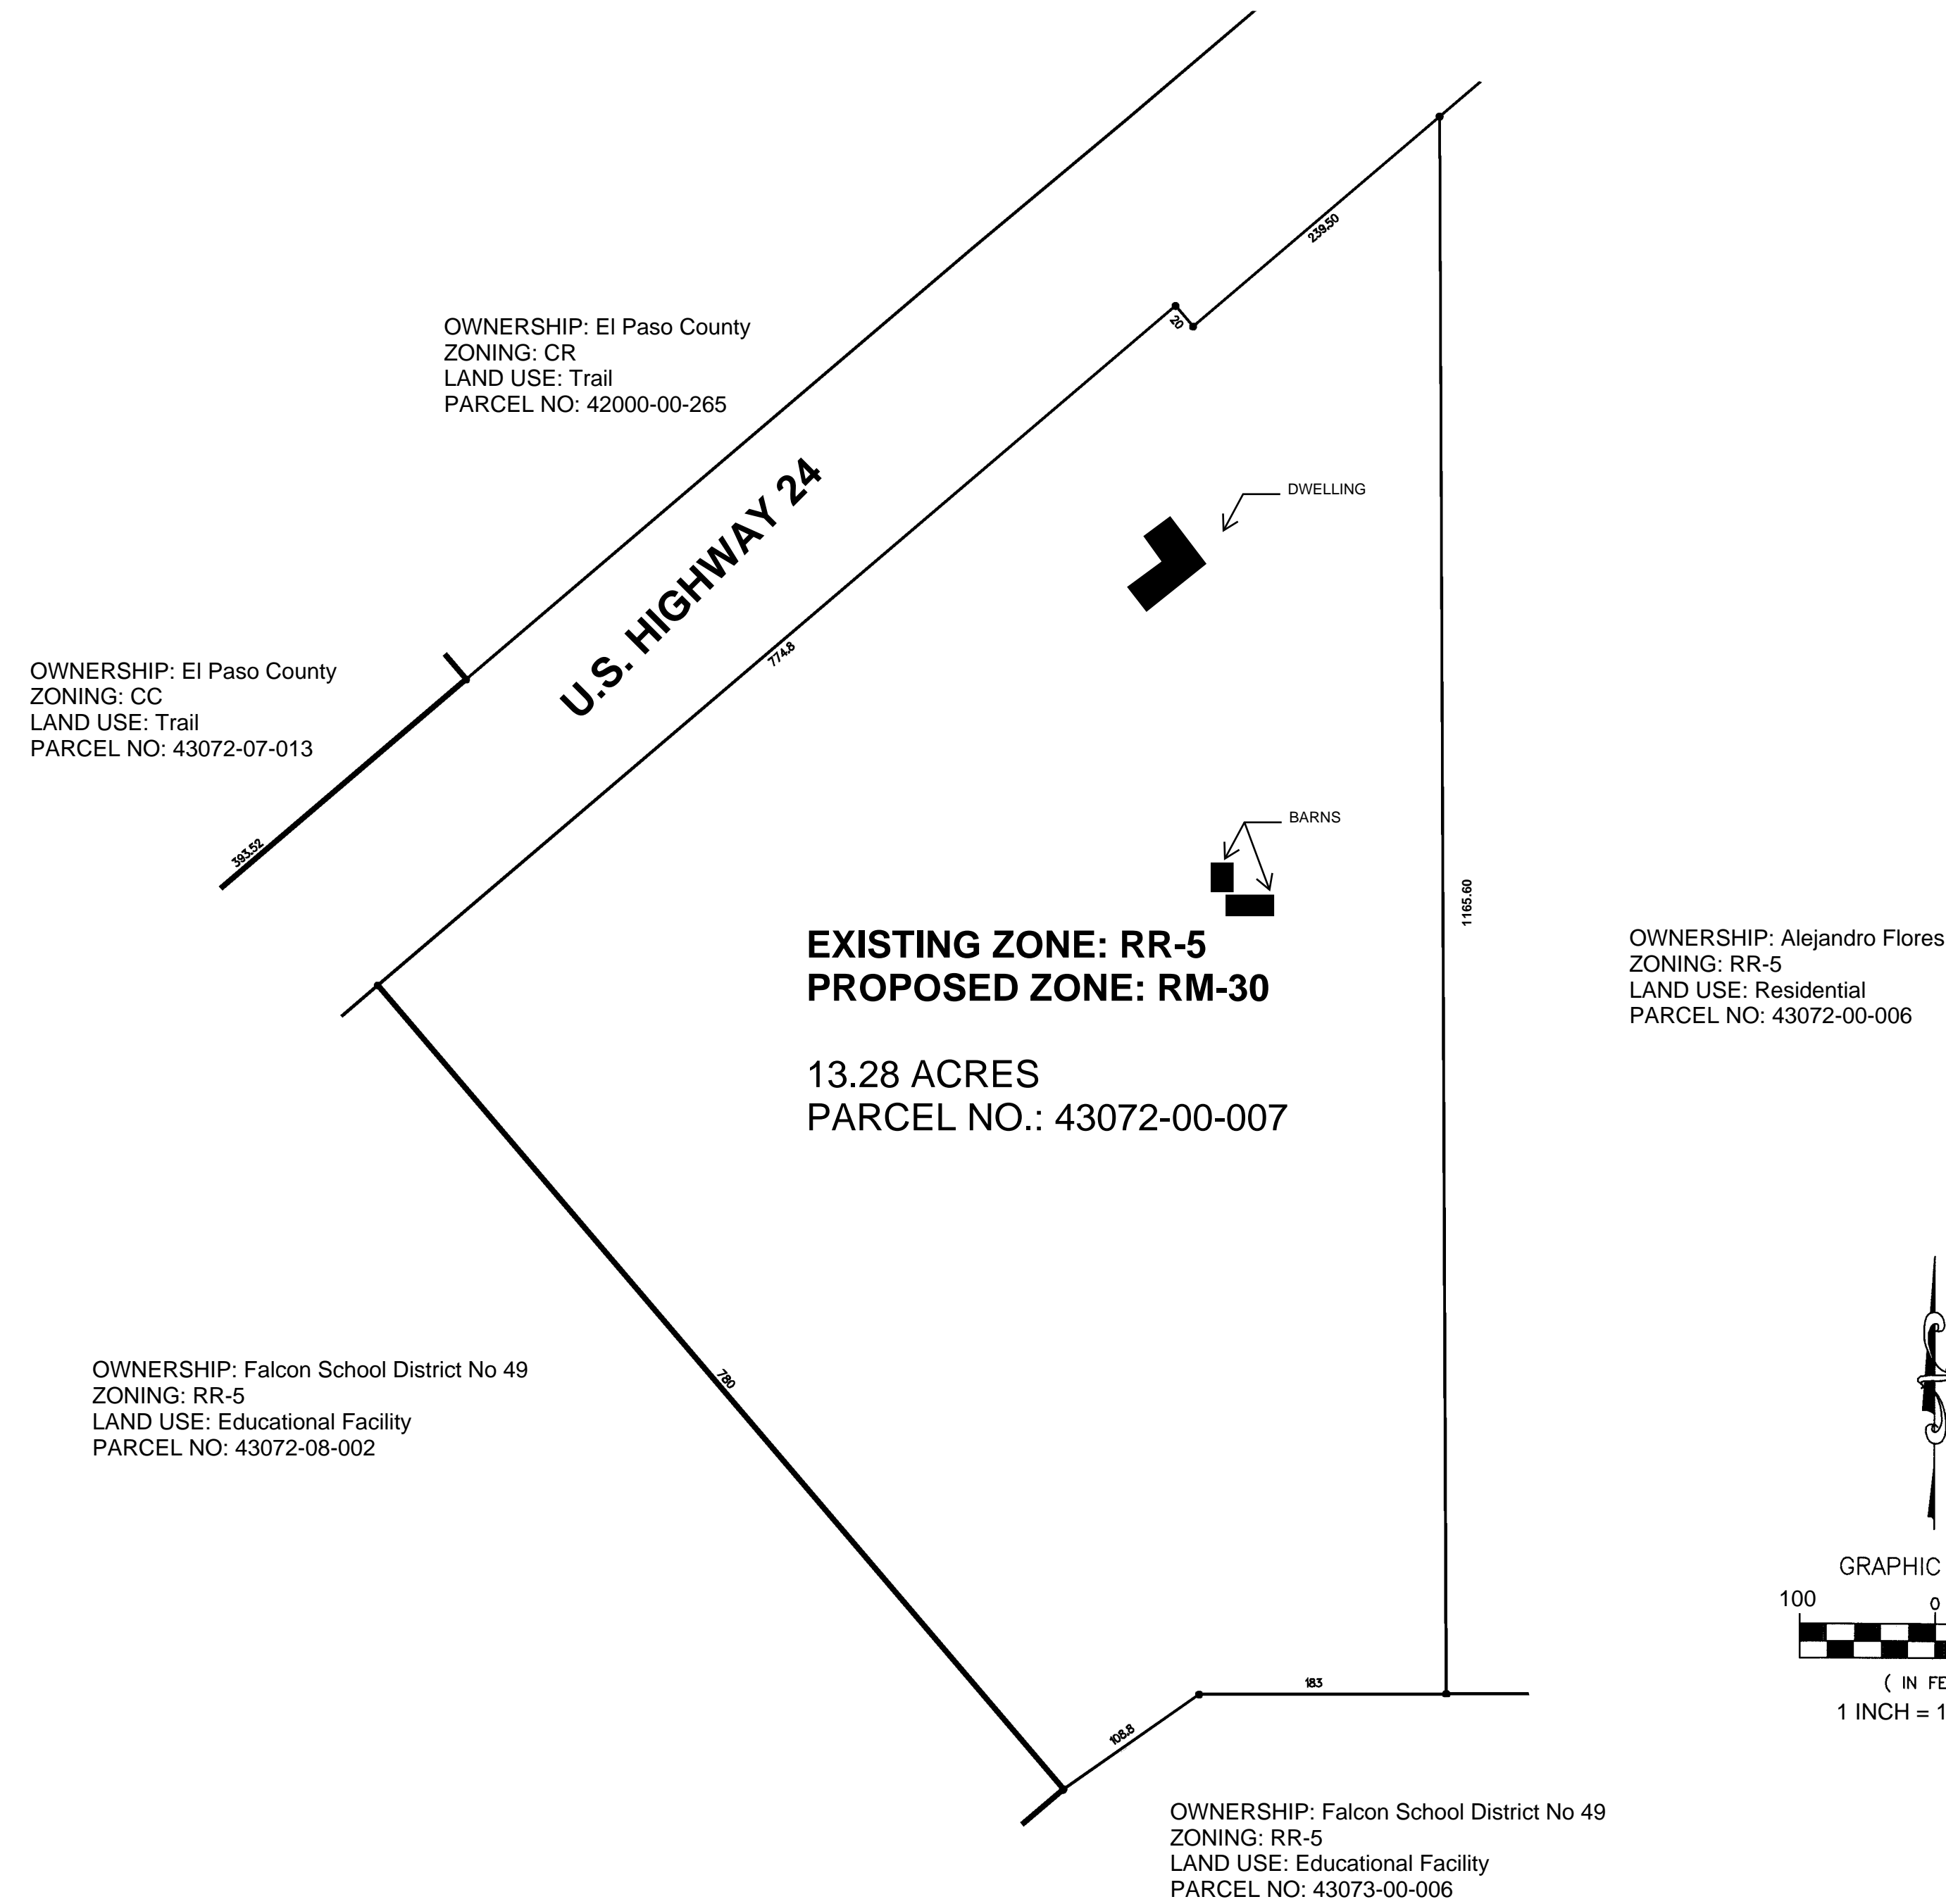 239.50
20
OWNERSHIP: El Paso County
ZONING: CR
LAND USE: Trail
PARCEL NO: 42000-00-265
U.S. HIGHWAY 24
DWELLING
774.8
OWNERSHIP: El Paso County
ZONING: CC
LAND USE: Trail
PARCEL NO: 43072-07-013
393.52
BARNS
1165.60
EXISTING ZONE: RR-5
PROPOSED ZONE: RM-30
13.28 ACRES
PARCEL NO.: 43072-00-007
OWNERSHIP: Alejandro Flores
ZONING: RR-5
LAND USE: Residential
PARCEL NO: 43072-00-006
OWNERSHIP: Falcon School District No 49
ZONING: RR-5
LAND USE: Educational Facility
PARCEL NO: 43072-08-002
780
GRAPHIC
100 0
( IN FE
1 INCH = 1
183
108.8
OWNERSHIP: Falcon School District No 49
ZONING: RR-5
LAND USE: Educational Facility
PARCEL NO: 43073-00-006